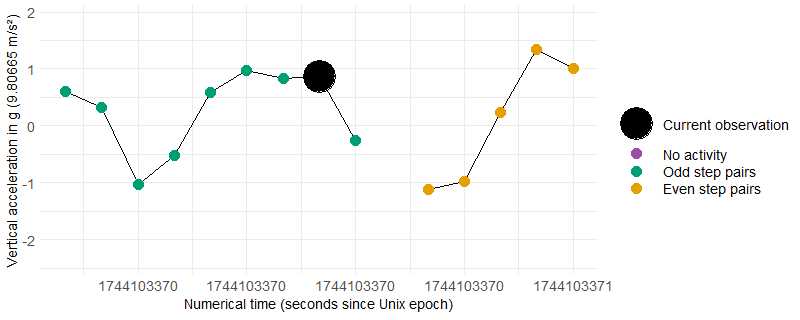 Vertical acceleration in g (9.80665 m/s²)
2
1
0
-1
-2
1744103370
1744103370
1744103370
1744103370
1744103371
Numerical time (seconds since Unix epoch)
Current observation
No activity
Odd step pairs
Even step pairs